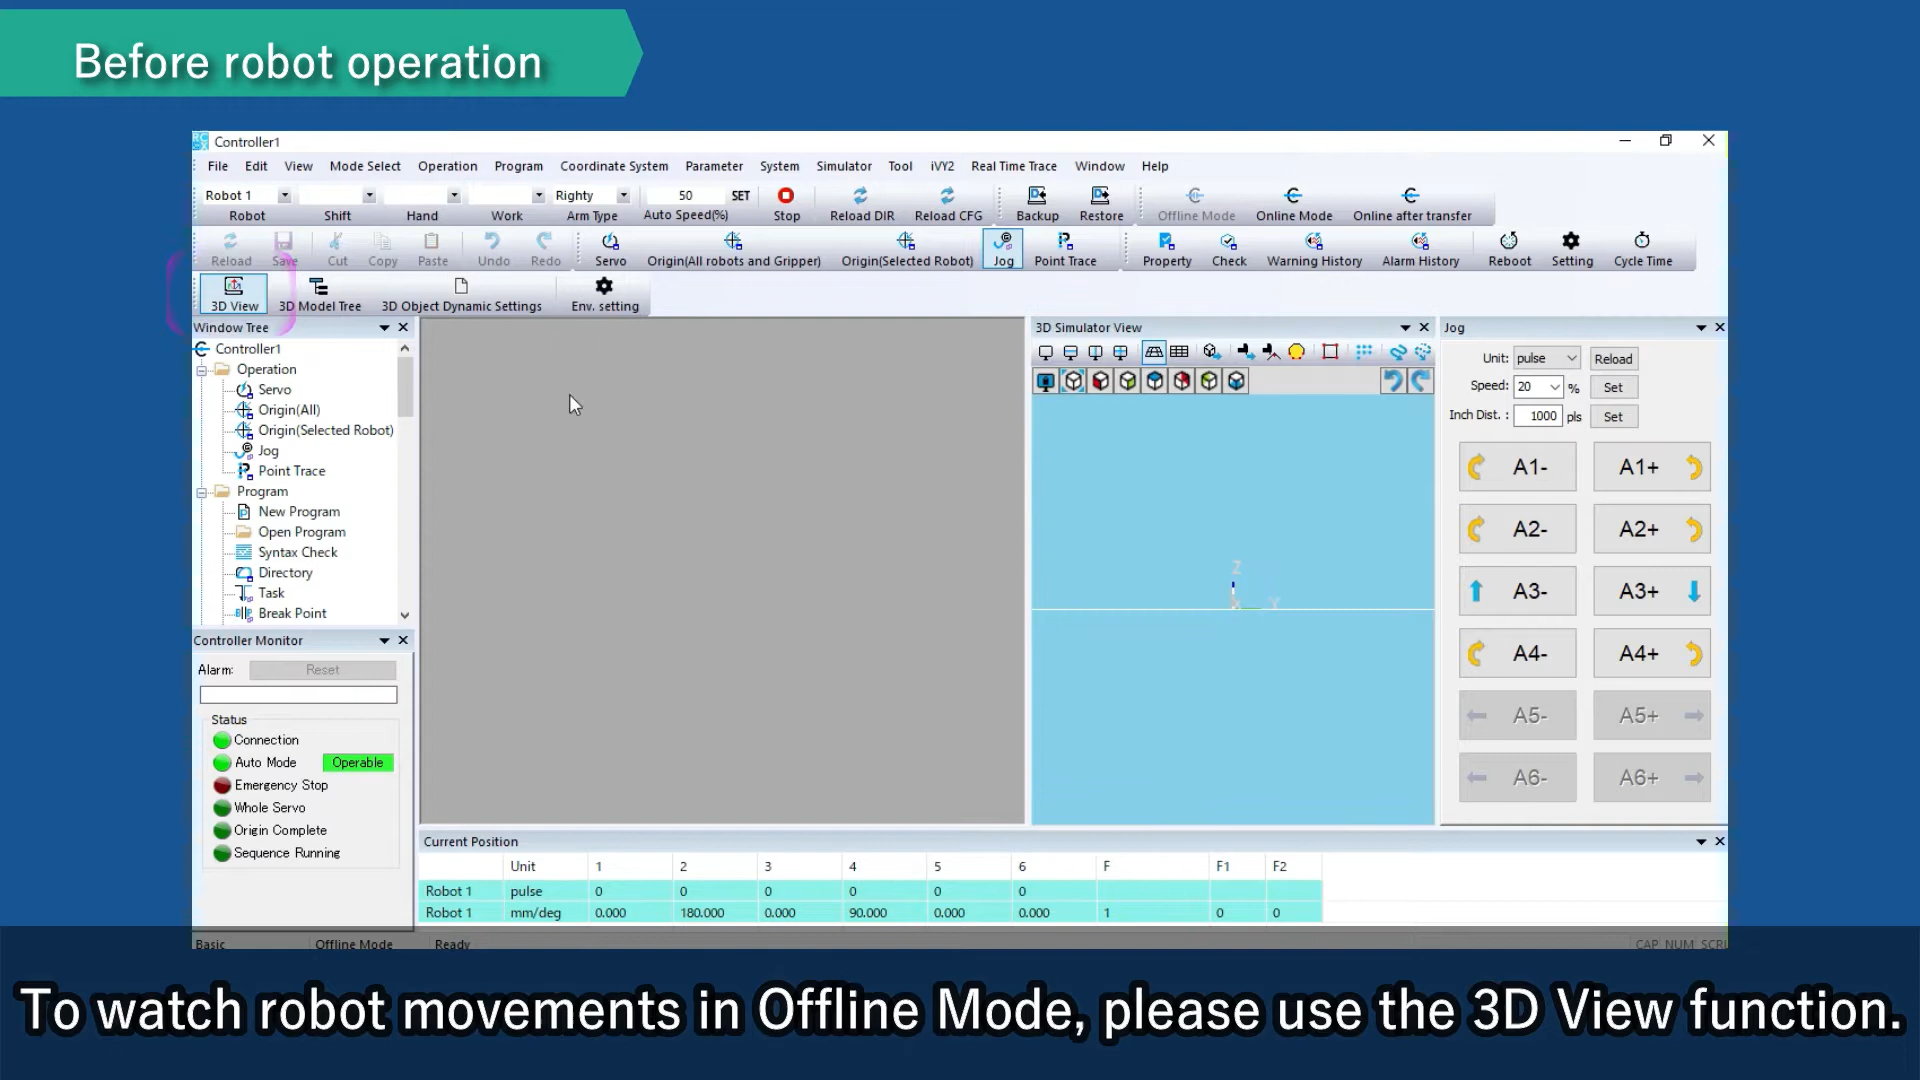 Before robot operation
Controller1
File Edit View Mode Select Operation Program Coordinate System Parameter System Simulator Tool iVY2 Real Time Trace Window Help
Robot 1 Righty 50 SET
Robot Shift Hand Work Arm Type Auto Speed(%) Stop Reload DIR Reload CFG Backup Restore Offline Mode Online Mode Online after transfer
Reload Save Cut Copy Paste Undo Redo Servo Origin(All robots and Gripper) Origin(Selected Robot) Jog Point Trace Property Check Warning History Alarm History Reboot Setting Cycle Time
3D View 3D Model Tree 3D Object Dynamic Settings Env. setting
Window Tree
Controller1
Operation
Servo
Origin(All)
Origin(Selected Robot)
Jog
Point Trace
Program
New Program
Open Program
Syntax Check
Directory
Task
Break Point
Controller Monitor
Alarm: Reset
Status
Connection
Auto Mode Operable
Emergency Stop
Whole Servo
Origin Complete
Sequence Running
3D Simulator View
Z
Y
Jog
Unit: pulse Reload
Speed: 20 % Set
Inch Dist. : 1000 pls Set
A1- A1+
A2- A2+
A3- A3+
A4- A4+
A5- A5+
A6- A6+
Current Position
Unit 1 2 3 4 5 6 F F1 F2
Robot 1 pulse 0 0 0 0 0 0
Robot 1 mm/deg 0.000 180.000 0.000 90.000 0.000 0.000 1 0 0
Basic Offline Mode Ready CAP NUM SCRL
To watch robot movements in Offline Mode, please use the 3D View function.